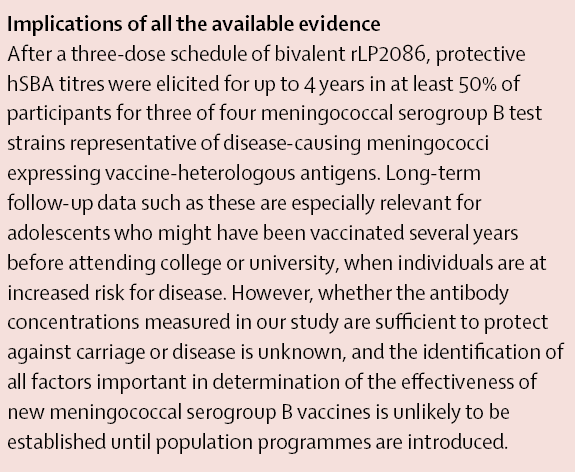 Implications of all the available evidence
After a three-dose schedule of bivalent rLP2086, protective
hSBA titres were elicited for up to 4 years in at least 50% of
participants for three of four meningococcal serogroup B test
strains representative of disease-causing meningococci
expressing vaccine-heterologous antigens. Long-term
follow-up data such as these are especially relevant for
adolescents who might have been vaccinated several years
before attending college or university, when individuals are at
increased risk for disease. However, whether the antibody
concentrations measured in our study are sufficient to protect
against carriage or disease is unknown, and the identification of
all factors important in determination of the effectiveness of
new meningococcal serogroup B vaccines is unlikely to be
established until population programmes are introduced.